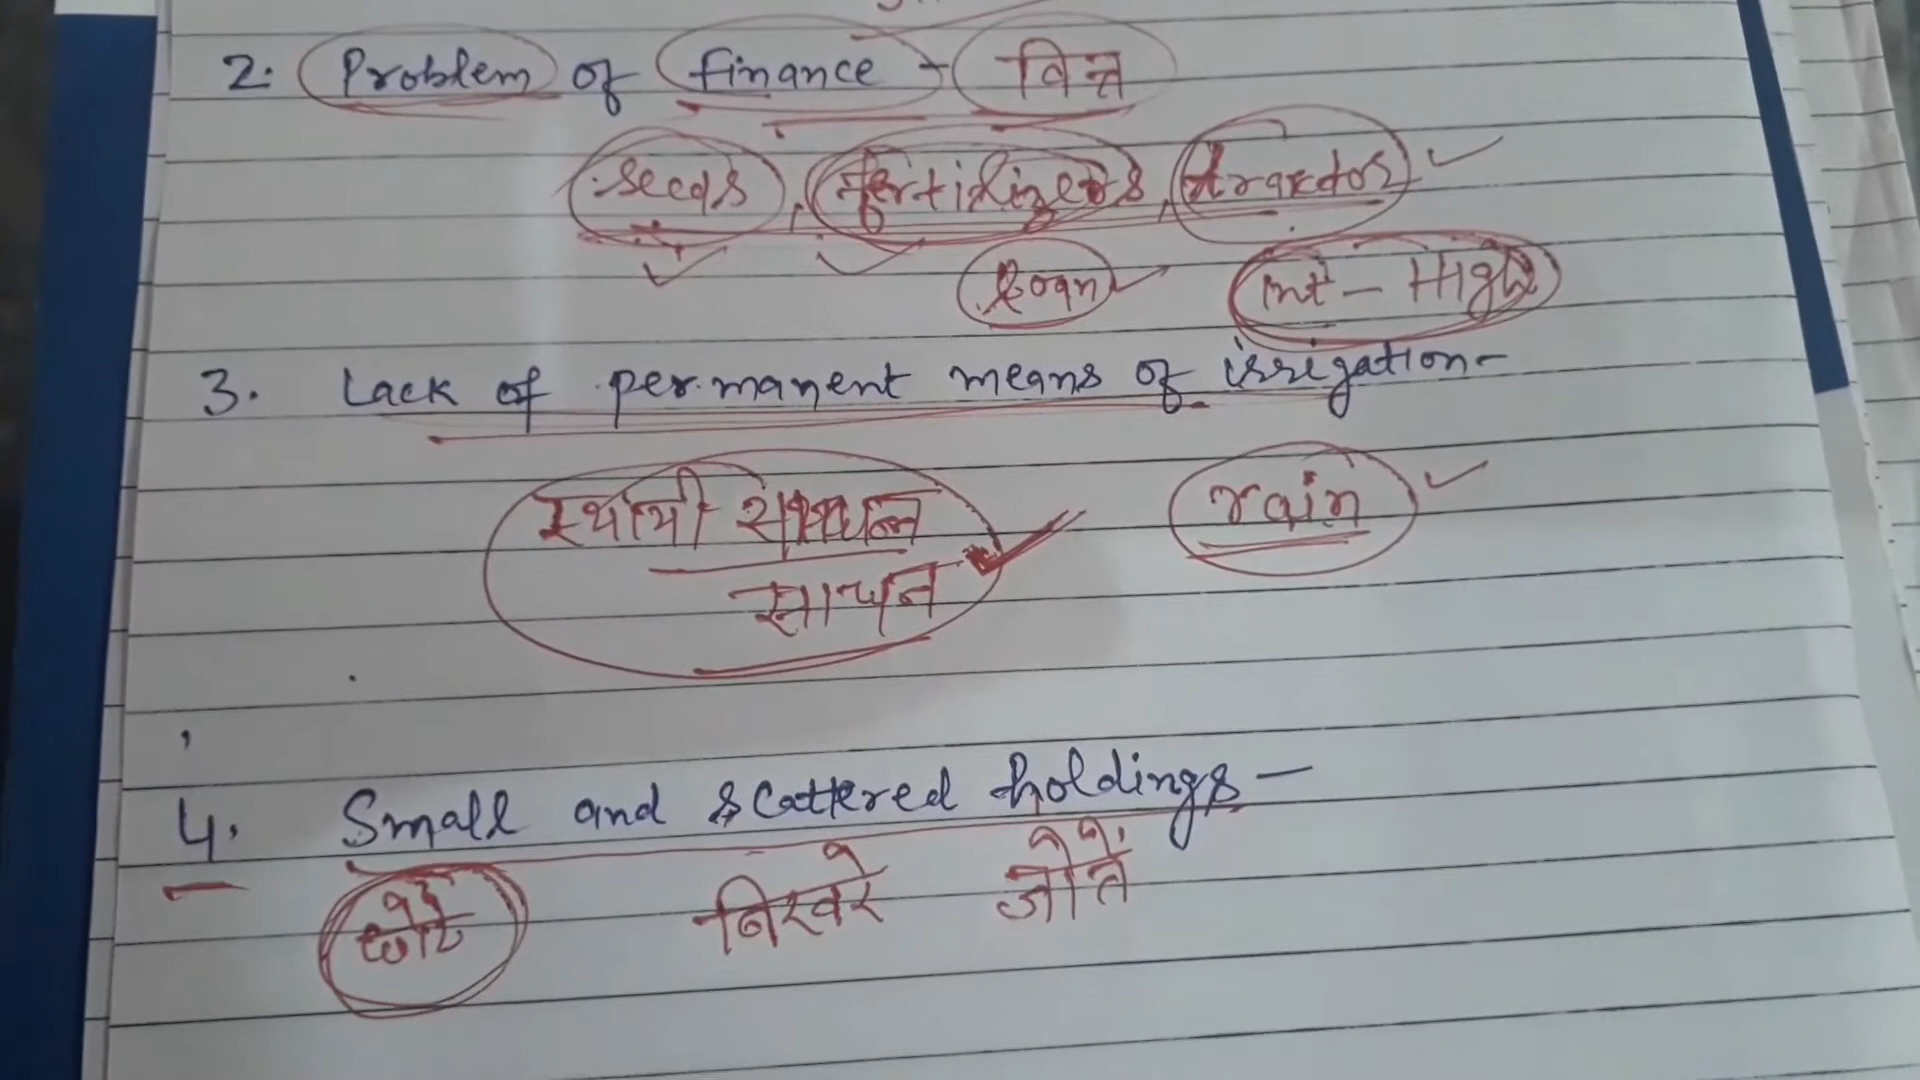 2. Problem of finance - वित्त
seeds, fertilizers, traktor
loan int - High
3. Lack of permanent means of irrigation-
स्थायी rain
साधन
4. Small and scattered holdings-
छोटे बिखरे जोतें